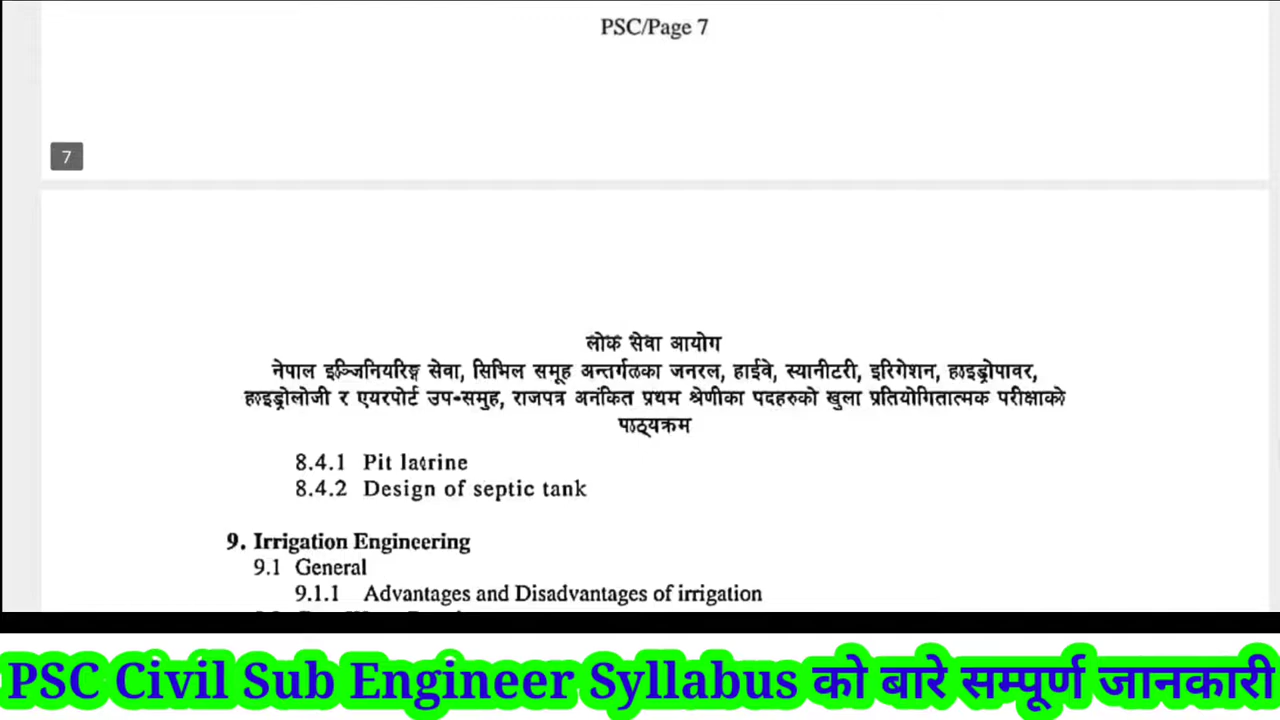 PSC/Page 7
7
लोक सेवा आयोग
नेपाल इञ्जिनियरिङ्ग सेवा, सिभिल समूह अन्तर्गतका जनरल, हाईवे, स्यानीटरी, इरिगेशन, हाइड्रोपावर,
हाइड्रोलोजी र एयरपोर्ट उप-समुह, राजपत्र अनंकित प्रथम श्रेणीका पदहरुको खुला प्रतियोगितात्मक परीक्षाको
पाठ्यक्रम
8.4.1 Pit latrine
8.4.2 Design of septic tank
9. Irrigation Engineering
9.1 General
9.1.1 Advantages and Disadvantages of irrigation
PSC Civil Sub Engineer Syllabus को बारे सम्पूर्ण जानकारी